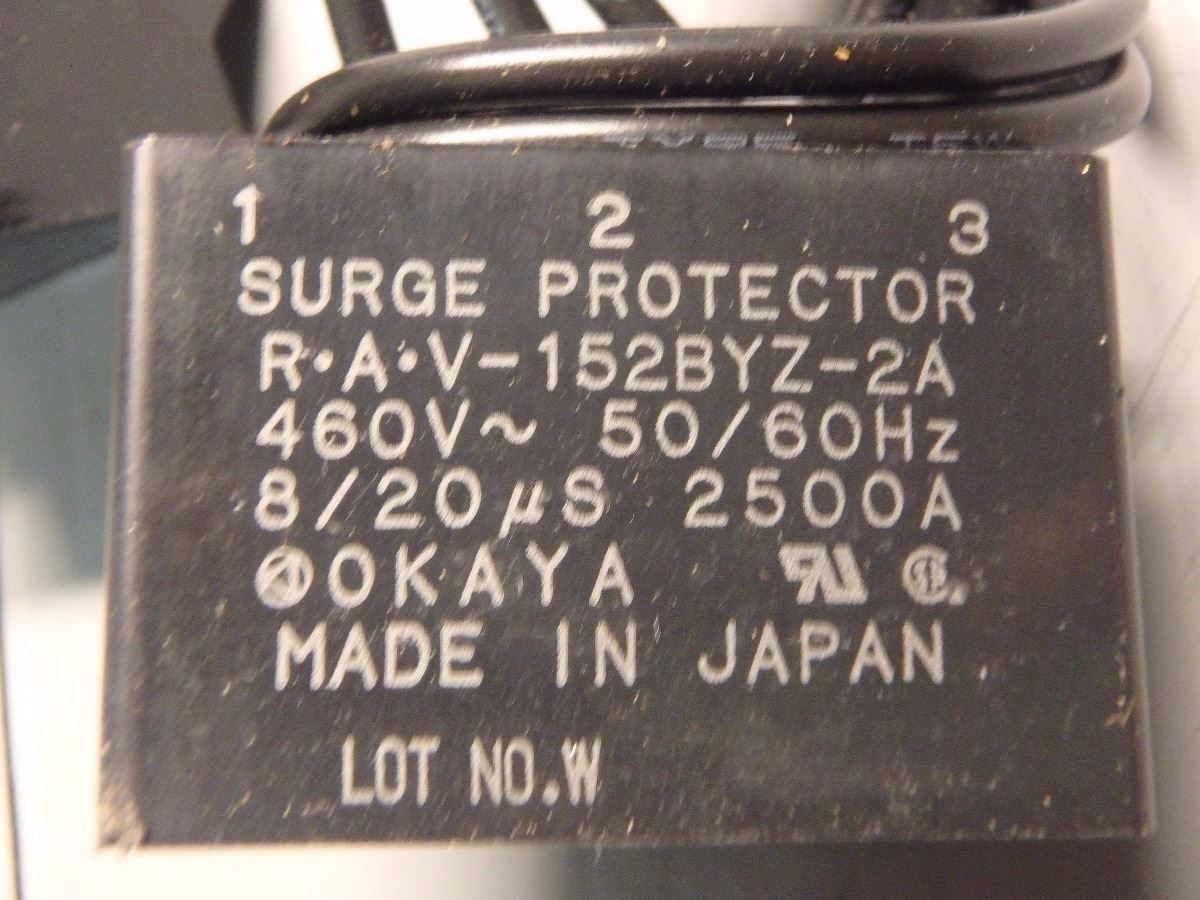 1 2 3
SURGE PROTECTOR
R·A·V-152BYZ-2A
460V~ 50/60Hz
8/20µS 2500A
OKAYA
MADE IN JAPAN
LOT NO.W